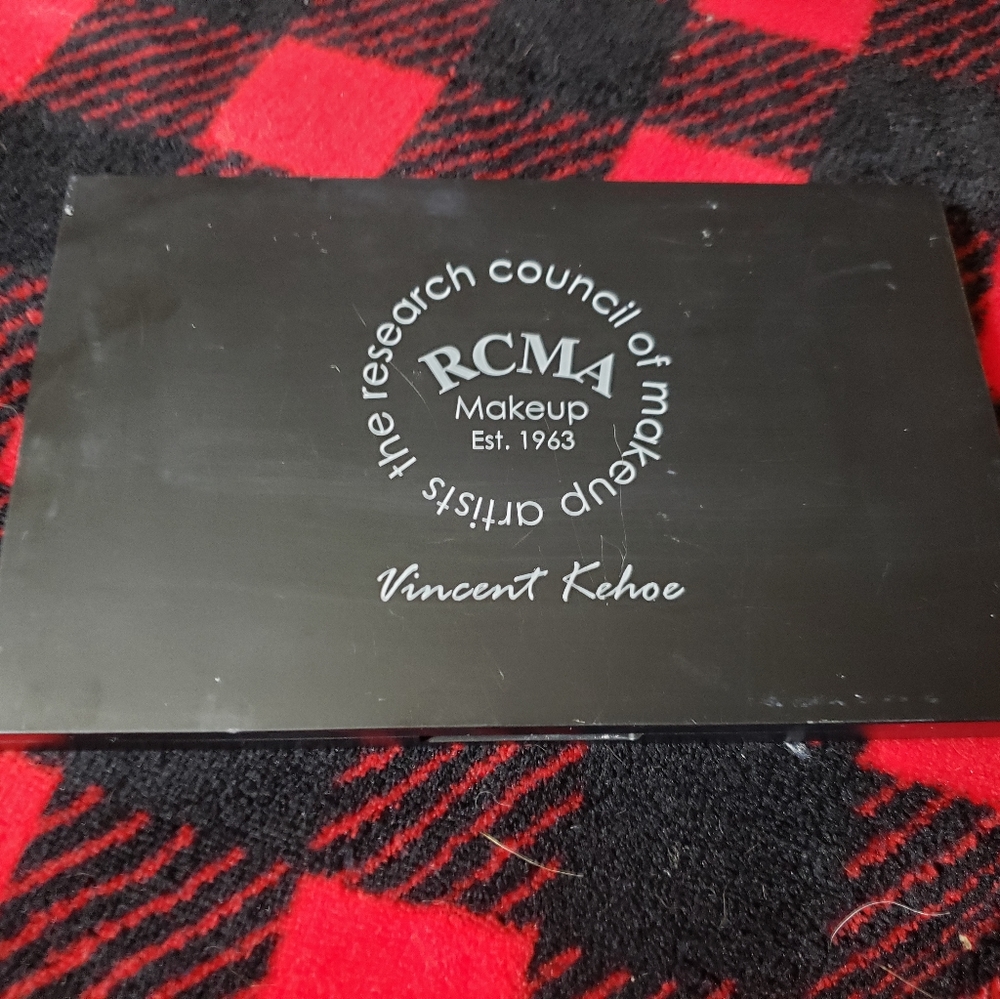 the research council of makeup artists
RCMA
Makeup
Est. 1963
Vincent Kehoe